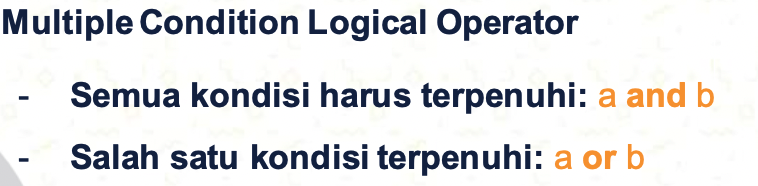 Multiple Condition Logical Operator
- Semua kondisi harus terpenuhi: a and b
- Salah satu kondisi terpenuhi: a or b